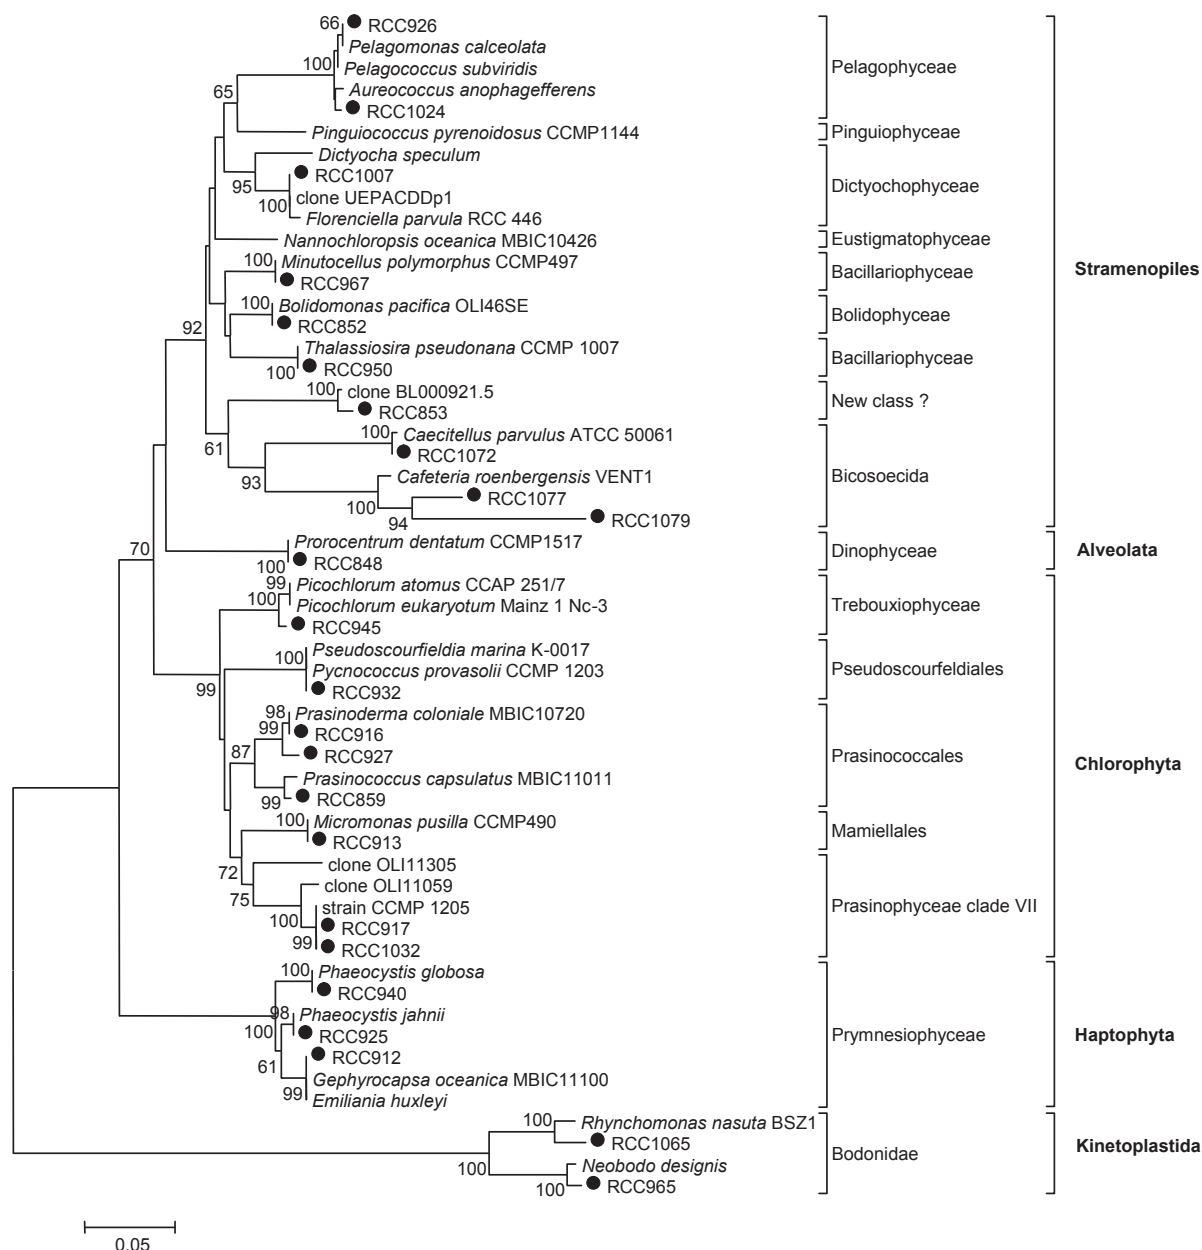 66 RCC926
Pelagomonas calceolata
100 Pelagococcus subviridis Pelagophyceae
Aureococcus anophagefferens
65 RCC1024
Pinguiococcus pyrenoidosus CCMP1144 Pinguiophyceae
Dictyocha speculum
RCC1007
95 clone UEPACDDp1 Dictyochophyceae
100 Florenciella parvula RCC 446
Nannochloropsis oceanica MBIC10426 Eustigmatophyceae
100 Minutocellus polymorphus CCMP497 Stramenopiles
RCC967 Bacillariophyceae
100 Bolidomonas pacifica OLI46SE
92 RCC852 Bolidophyceae
Thalassiosira pseudonana CCMP 1007
100 RCC950 Bacillariophyceae
100 clone BL000921.5
RCC853 New class ?
61 100 Caecitellus parvulus ATCC 50061
RCC1072
93 Cafeteria roenbergensis VENT1 Bicosoecida
100 RCC1077
94 RCC1079
70 Prorocentrum dentatum CCMP1517
100 RCC848 Dinophyceae Alveolata
99 Picochlorum atomus CCAP 251/7
100 Picochlorum eukaryotum Mainz 1 Nc-3 Trebouxiophyceae
RCC945
Pseudoscourfieldia marina K-0017
100 Pycnococcus provasolii CCMP 1203 Pseudoscourfeldiales
99 RCC932
98 Prasinoderma coloniale MBIC10720
99 RCC916
87 RCC927 Prasinococcales Chlorophyta
Prasinococcus capsulatus MBIC11011
99 RCC859
100 Micromonas pusilla CCMP490
RCC913 Mamiellales
72 clone OLI11305
75 clone OLI11059
strain CCMP 1205 Prasinophyceae clade VII
100 RCC917
99 RCC1032
100 Phaeocystis globosa
RCC940
98 Phaeocystis jahnii
100 RCC925 Prymnesiophyceae Haptophyta
RCC912
61 Gephyrocapsa oceanica MBIC11100
99 Emiliania huxleyi
100 Rhynchomonas nasuta BSZ1
RCC1065
100 Neobodo designis Bodonidae Kinetoplastida
100 RCC965
0.05